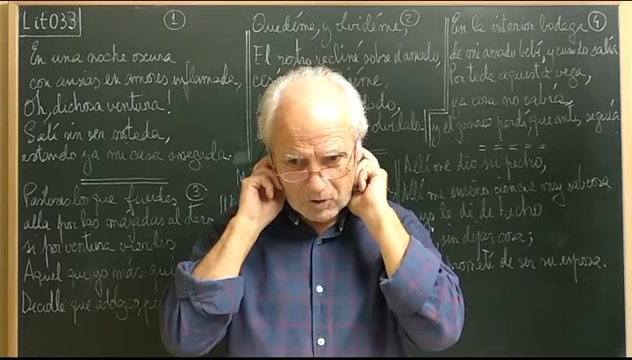 Lit033
1
En una noche oscura
con ansias en amores inflamada,
Oh, dichosa ventura!
Salí sin ser notada,
estando ya mi casa sosegada
2
Quedéme, y olvidéme,
El rostro recliné sobre el amado,
3
Pastores los que fuerdes
allá por las majadas al otero
si por ventura vierdes
Aquel que yo más
Decilde que adolezco,
4
En la interior bodega
de mi amado bebí, y cuando salía
Por toda aquesta vega,
ya cosa no sabía,
y el ganado perdí, que antes seguía
Allí me dio su pecho,
Allí me enseñó ciencia muy sabrosa
yo le di de hecho
sin dejar cosa;
prometí de ser su esposa.